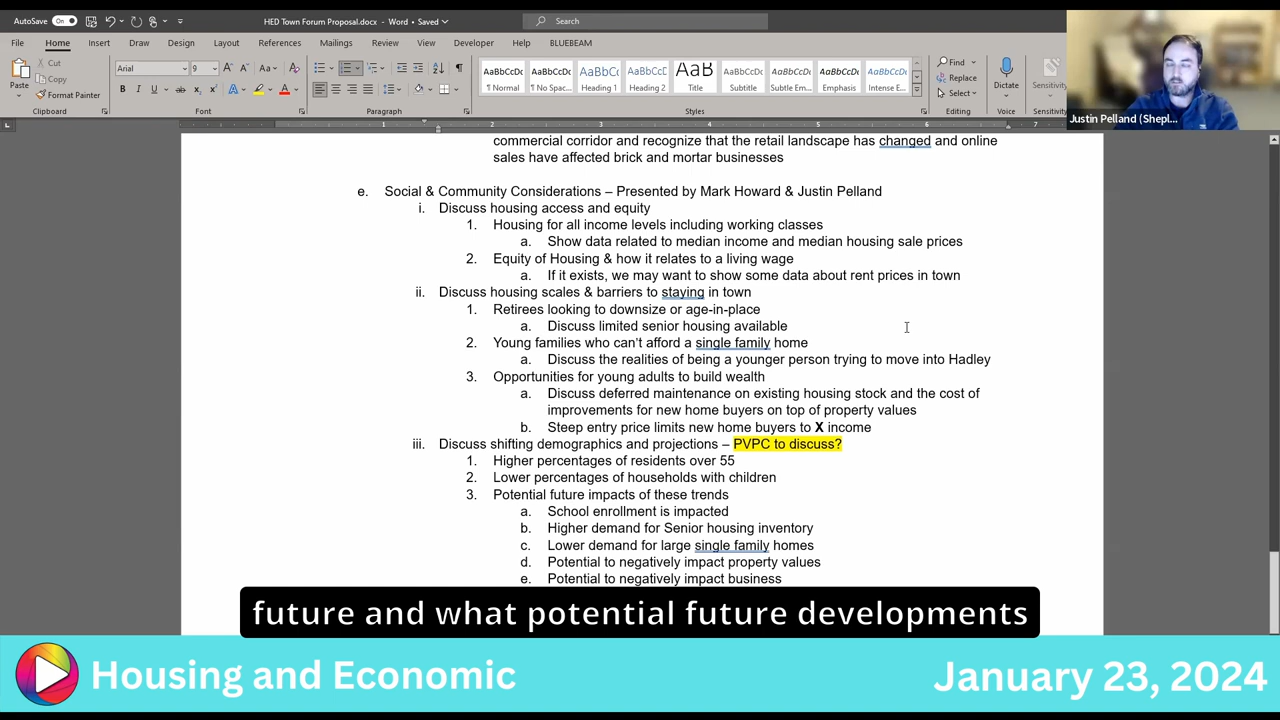 AutoSave On
HED Town Forum Proposal.docx - Word • Saved
Search
File Home Insert Draw Design Layout References Mailings Review View Developer Help BLUEBEAM
Paste
Cut
Copy
Format Painter
Clipboard
Arial 9
Font
Paragraph
AaBbCcDc AaBbCcDc AaBbC AaBbCcC AaB AaBbCcD AaBbCcDc AaBbCcDc AaBbCcDc
¶ Normal ¶ No Spac... Heading 1 Heading 2 Title Subtitle Subtle Em... Emphasis Intense E...
Styles
Find
Replace
Select
Editing
Dictate
Voice
Sensitivity
Sensitivity
Justin Pelland (Shepl...
1 2 3 4 5 6 7
commercial corridor and recognize that the retail landscape has changed and online
sales have affected brick and mortar businesses
e. Social & Community Considerations – Presented by Mark Howard & Justin Pelland
i. Discuss housing access and equity
1. Housing for all income levels including working classes
a. Show data related to median income and median housing sale prices
2. Equity of Housing & how it relates to a living wage
a. If it exists, we may want to show some data about rent prices in town
ii. Discuss housing scales & barriers to staying in town
1. Retirees looking to downsize or age-in-place
a. Discuss limited senior housing available
2. Young families who can’t afford a single family home
a. Discuss the realities of being a younger person trying to move into Hadley
3. Opportunities for young adults to build wealth
a. Discuss deferred maintenance on existing housing stock and the cost of
improvements for new home buyers on top of property values
b. Steep entry price limits new home buyers to X income
iii. Discuss shifting demographics and projections – PVPC to discuss?
1. Higher percentages of residents over 55
2. Lower percentages of households with children
3. Potential future impacts of these trends
a. School enrollment is impacted
b. Higher demand for Senior housing inventory
c. Lower demand for large single family homes
d. Potential to negatively impact property values
e. Potential to negatively impact business
future and what potential future developments
Housing and Economic
January 23, 2024